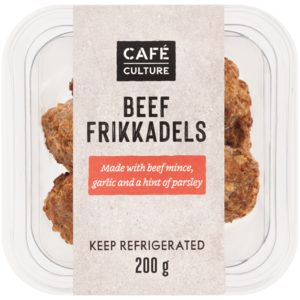 CAFÉ
CULTURE
BEEF
FRIKKADELS
Made with beef mince,
garlic and a hint of parsley
KEEP REFRIGERATED
200 g